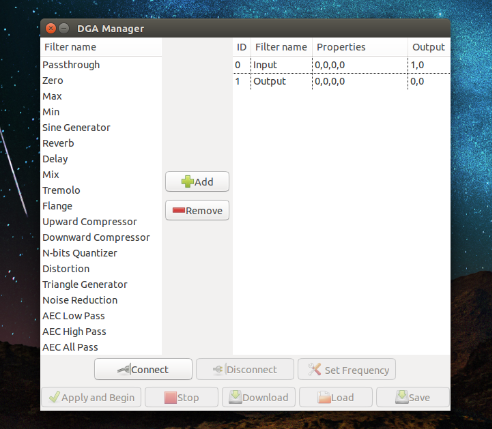 DGA Manager
Filter name
Passthrough
Zero
Max
Min
Sine Generator
Reverb
Delay
Mix
Tremolo
Flange
Upward Compressor
Downward Compressor
N-bits Quantizer
Distortion
Triangle Generator
Noise Reduction
AEC Low Pass
AEC High Pass
AEC All Pass
Add
Remove
ID Filter name Properties Output
0 Input 0,0,0,0 1,0
1 Output 0,0,0,0 0,0
Connect Disconnect Set Frequency
Apply and Begin Stop Download Load Save